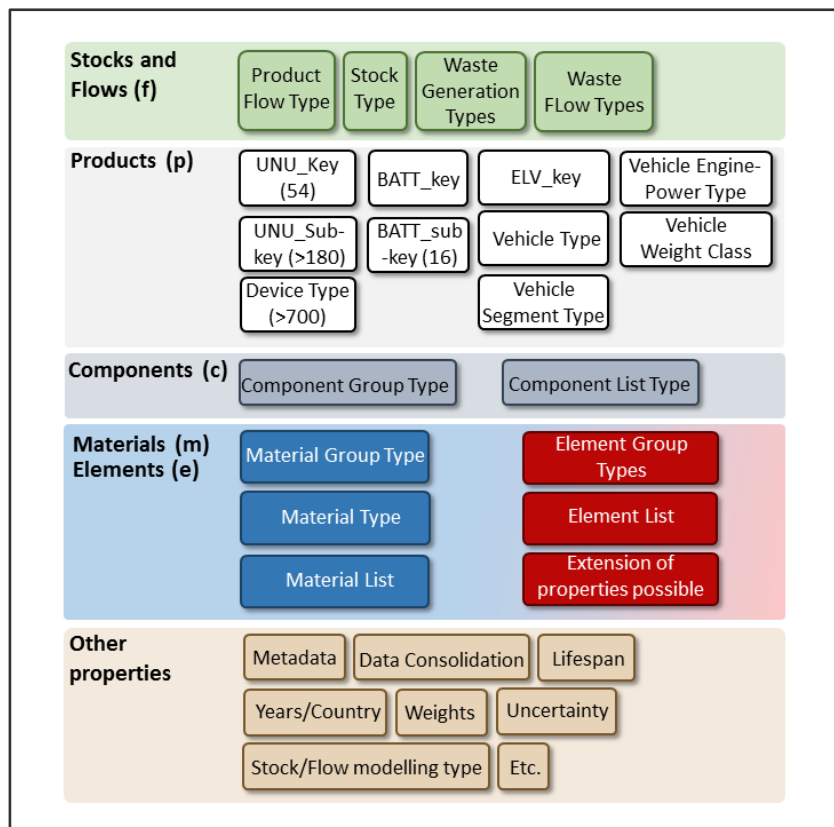 Stocks and
Flows (f)
Product
Flow Type
Stock
Type
Waste
Generation
Types
Waste
FLow Types
Products (p)
UNU_Key
(54)
BATT_key
ELV_key
Vehicle Engine-
Power Type
UNU_Sub-
key (>180)
BATT_sub
-key (16)
Vehicle Type
Vehicle
Weight Class
Device Type
(>700)
Vehicle
Segment Type
Components (c)
Component Group Type
Component List Type
Materials (m)
Elements (e)
Material Group Type
Element Group
Types
Material Type
Element List
Material List
Extension of
properties possible
Other
properties
Metadata
Data Consolidation
Lifespan
Years/Country
Weights
Uncertainty
Stock/Flow modelling type
Etc.